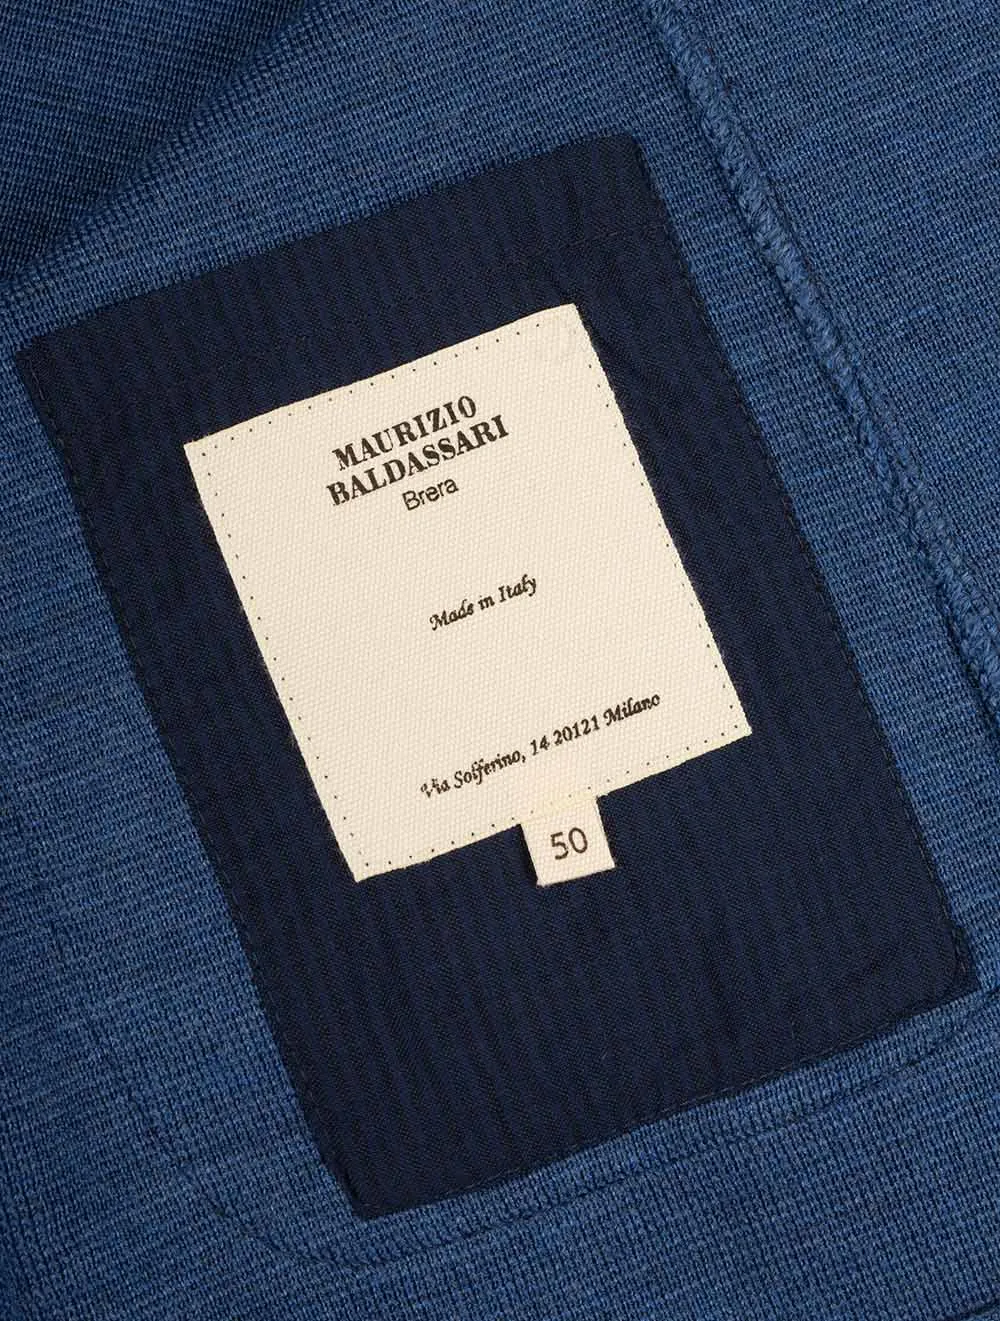 MAURIZIO
BALDASSARI
Brera
Made in Italy
Via Solferino, 14 20121 Milano
50